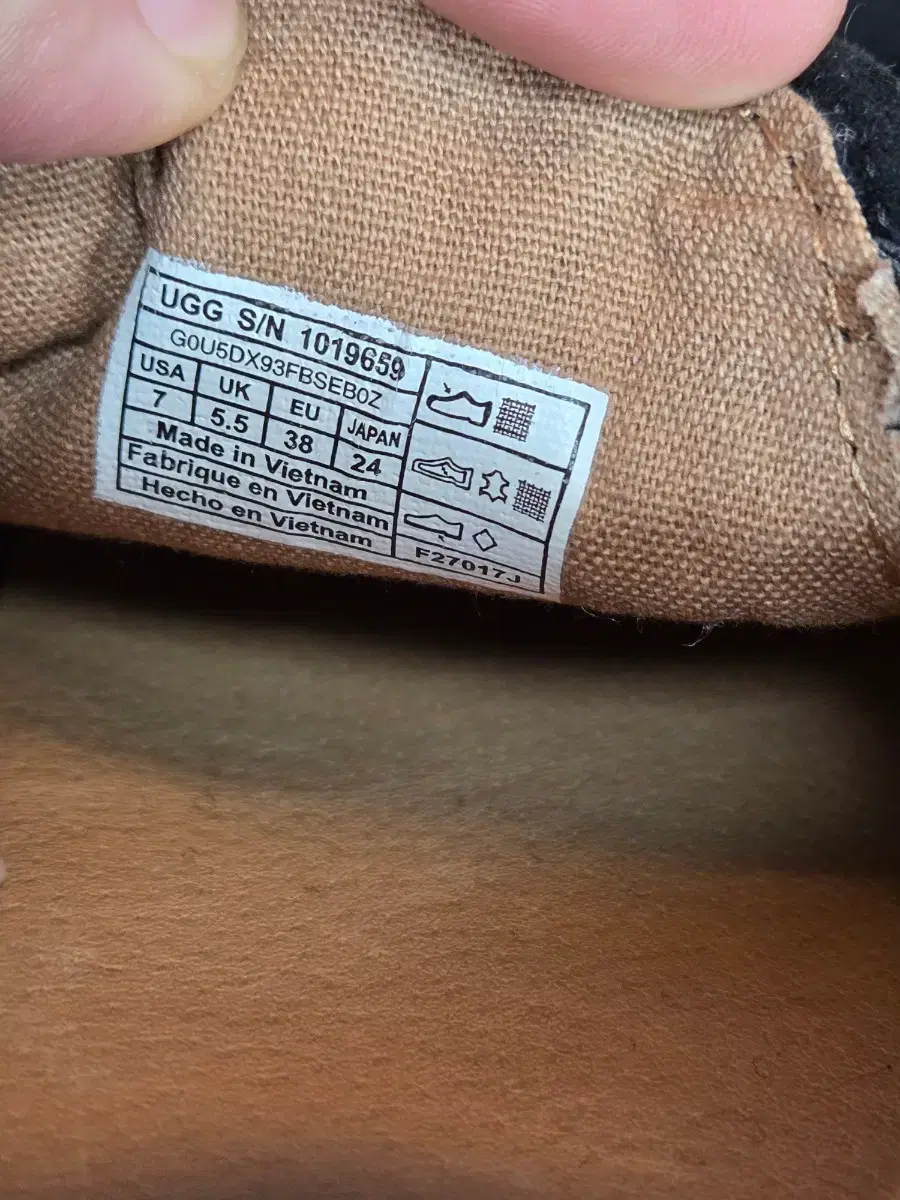 UGG S/N 1019659
G0U5DX93FBSEB0Z
USA UK EU JAPAN
7 5.5 38 24
Made in Vietnam
Fabrique en Vietnam
Hecho en Vietnam
F27017J